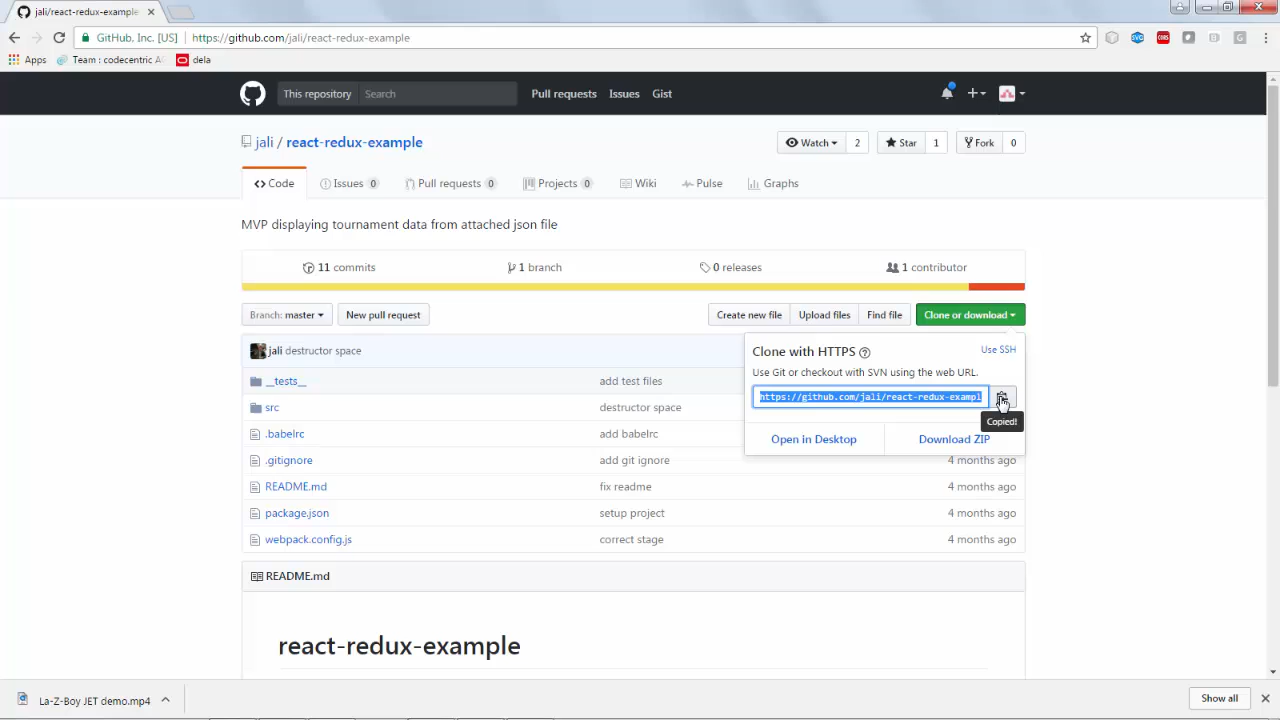 jali/react-redux-example
GitHub, Inc. [US] https://github.com/jali/react-redux-example
Apps Team : codecentric AG dela
This repository Search Pull requests Issues Gist
jali / react-redux-example Watch 2 Star 1 Fork 0
Code Issues 0 Pull requests 0 Projects 0 Wiki Pulse Graphs
MVP displaying tournament data from attached json file
11 commits 1 branch 0 releases 1 contributor
Branch: master New pull request Create new file Upload files Find file Clone or download
jali destructor space
Clone with HTTPS Use SSH
Use Git or checkout with SVN using the web URL.
https://github.com/jali/react-redux-exampl
Copied!
Open in Desktop Download ZIP
__tests__ add test files
src destructor space
.babelrc add babelrc
.gitignore add git ignore 4 months ago
README.md fix readme 4 months ago
package.json setup project 4 months ago
webpack.config.js correct stage 4 months ago
README.md
react-redux-example
La-Z-Boy JET demo.mp4 Show all